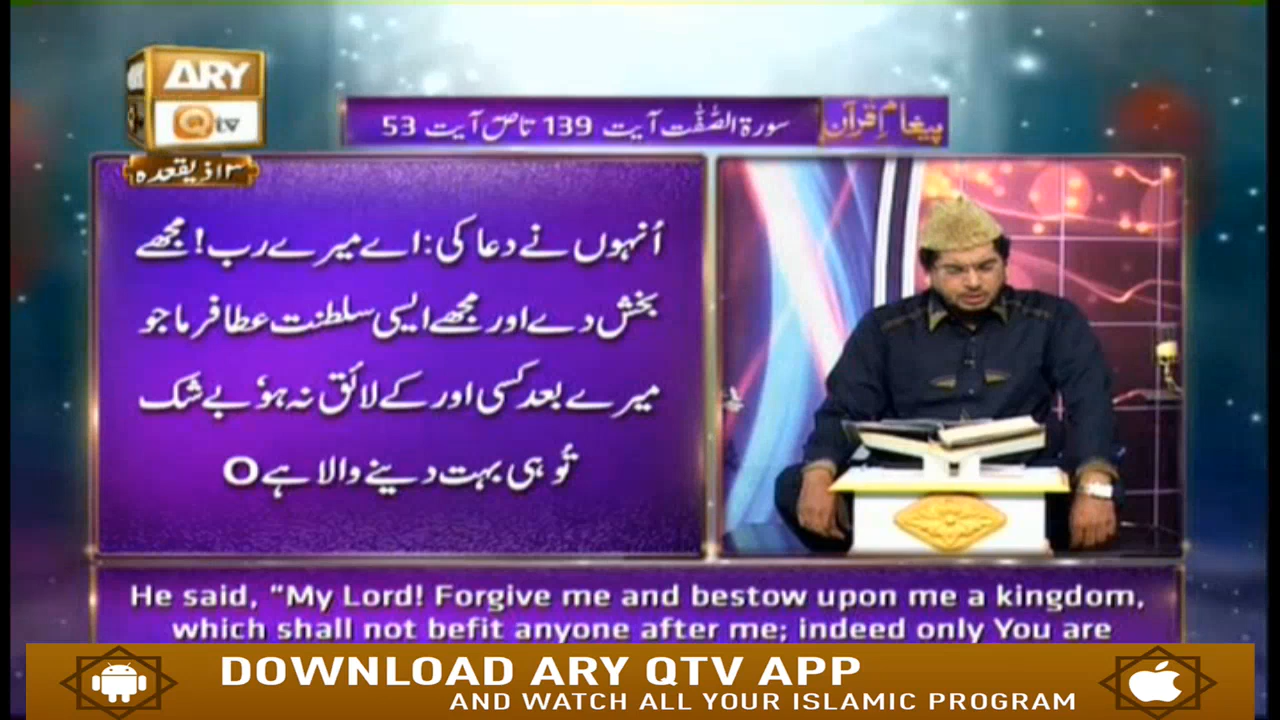 ARY
Qtv
پیغامِ قرآن
سورۃ الصّٰفّٰت آیت 139 تا صٓ آیت 53
۱۳ ذیقعدہ
اُنہوں نے دعا کی: اے میرے رب! مجھے
بخش دے اور مجھے ایسی سلطنت عطا فرما جو
میرے بعد کسی اور کے لائق نہ ہو، بے شک
تُو ہی بہت دینے والا ہے O
He said, "My Lord! Forgive me and bestow upon me a kingdom,
which shall not befit anyone after me; indeed only You are
DOWNLOAD ARY QTV APP
AND WATCH ALL YOUR ISLAMIC PROGRAM